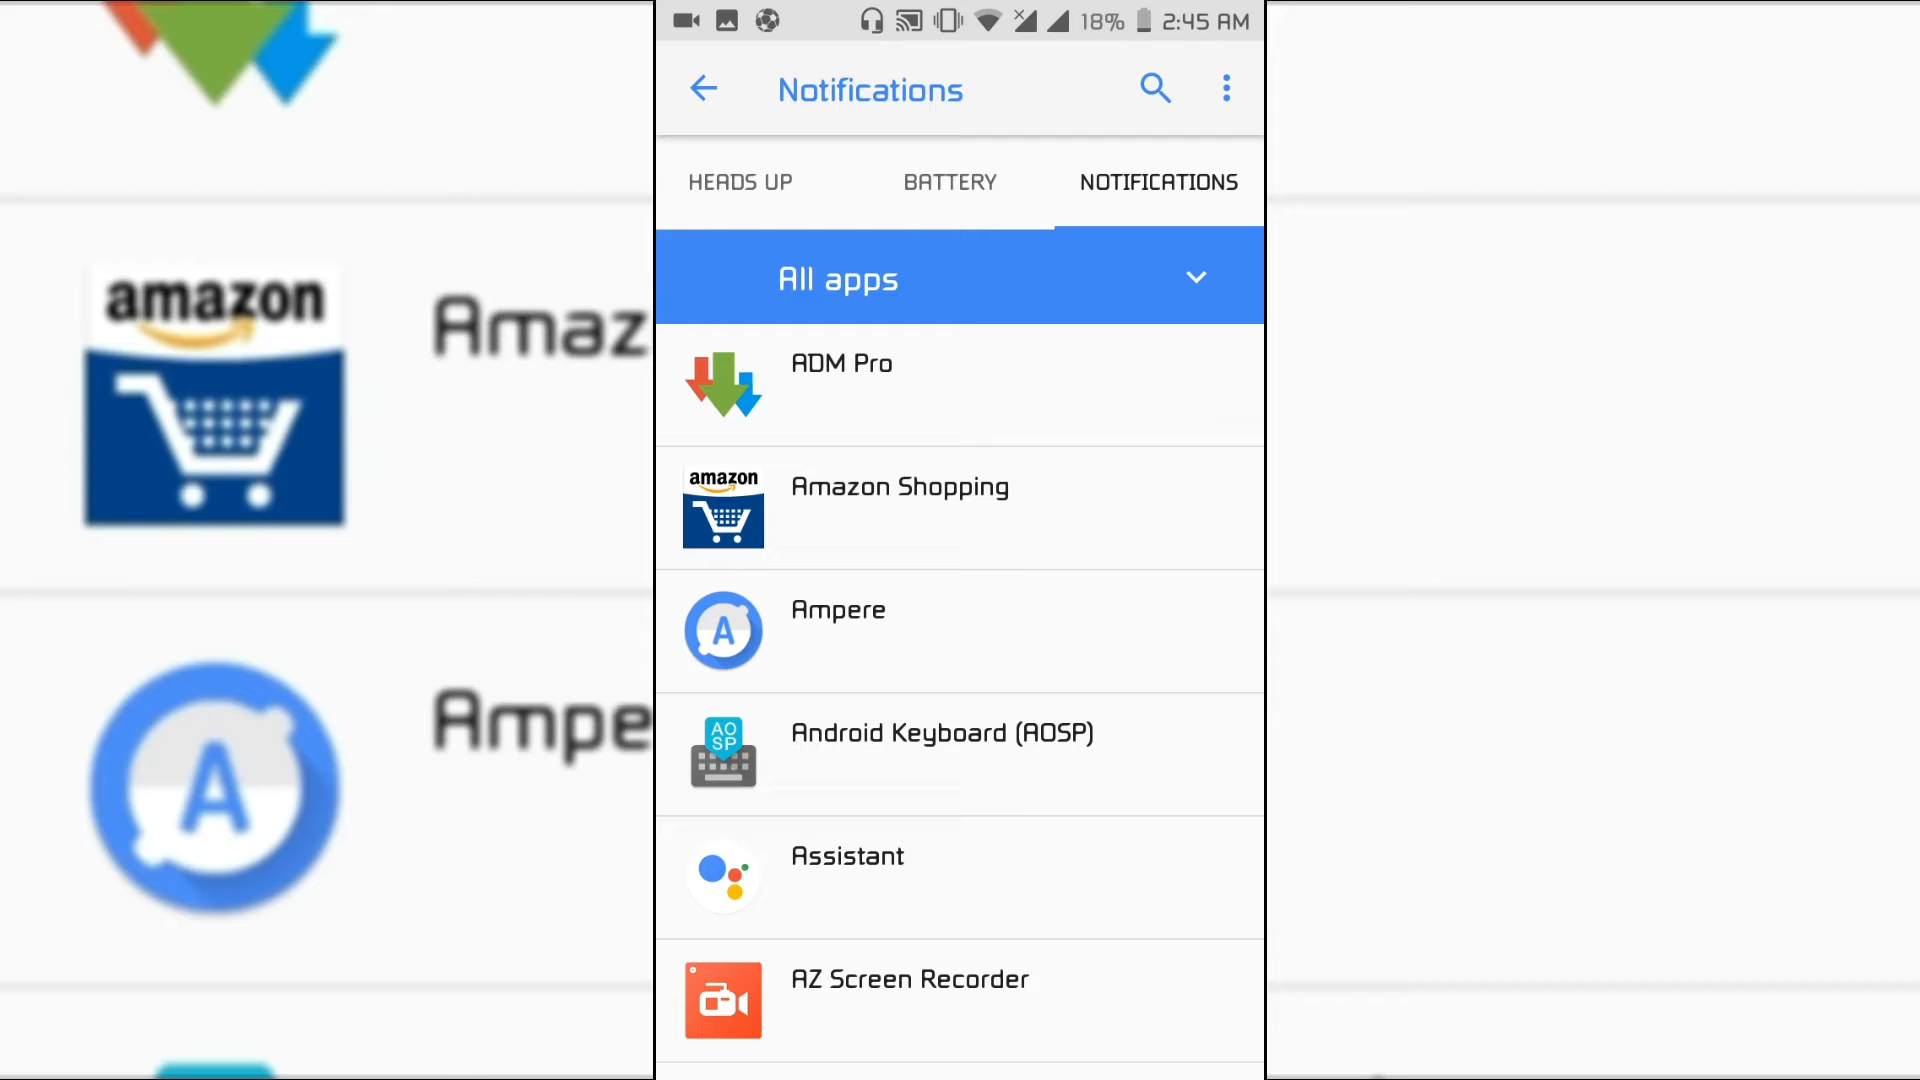 18% 2:45 AM
Notifications
HEADS UP BATTERY NOTIFICATIONS
All apps
ADM Pro
amazon
Amazon Shopping
A
Ampere
AO
SP
Android Keyboard (AOSP)
Assistant
AZ Screen Recorder
amazon
Amaz
A
Ampe